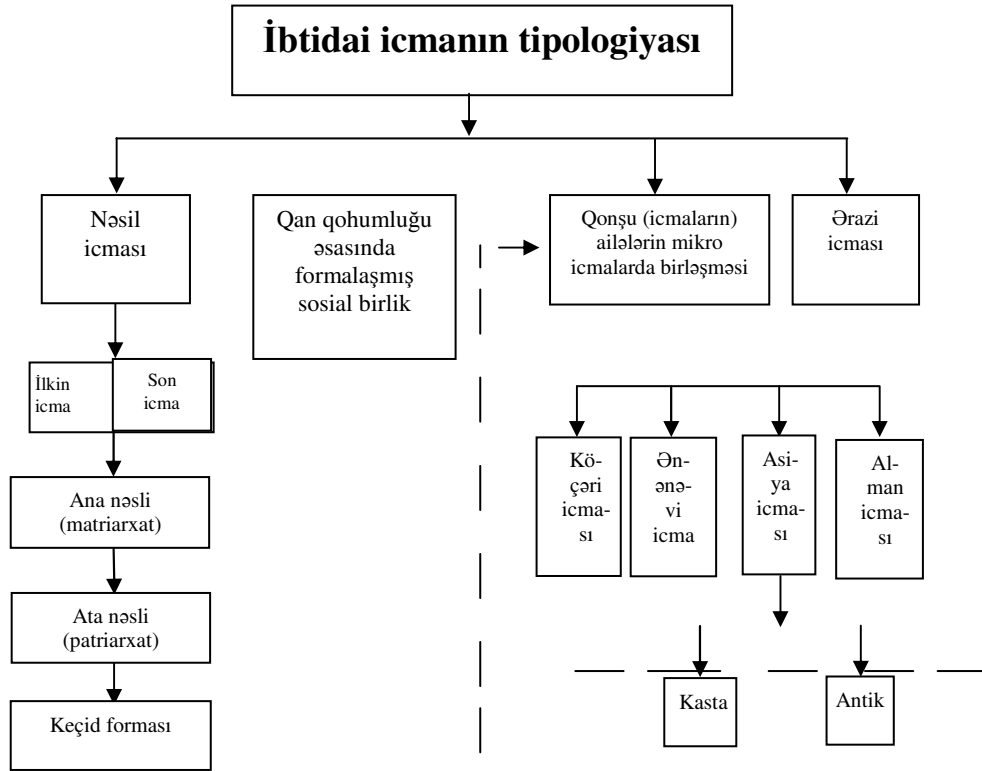 İbtidai icmanın tipologiyası
Nəsil
icması
Qan qohumluğu
əsasında
formalaşmış
sosial birlik
Qonşu (icmaların)
ailələrin mikro
icmalarda birləşməsi
Ərazi
icması
İlkin
icma
Son
icma
Ana nəsli
(matriarxat)
Ata nəsli
(patriarxat)
Keçid forması
Kö-
çəri
icma-
sı
Ən-
ənə-
vi
icma
Asi-
ya
icma-
sı
Al-
man
icma-
sı
Kasta
Antik